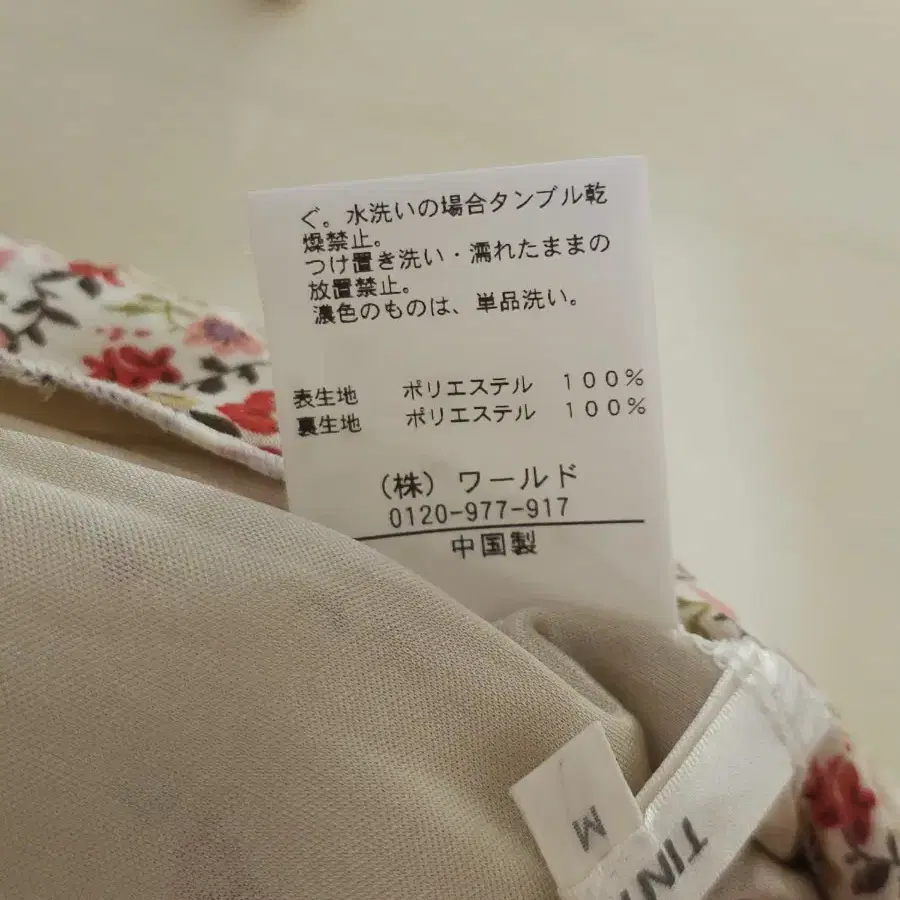 ぐ。水洗いの場合タンブル乾
燥禁止。
つけ置き洗い・濡れたままの
放置禁止。
濃色のものは、単品洗い。
表生地 ポリエステル 100%
裏生地 ポリエステル 100%
(株) ワールド
0120-977-917
中国製
M